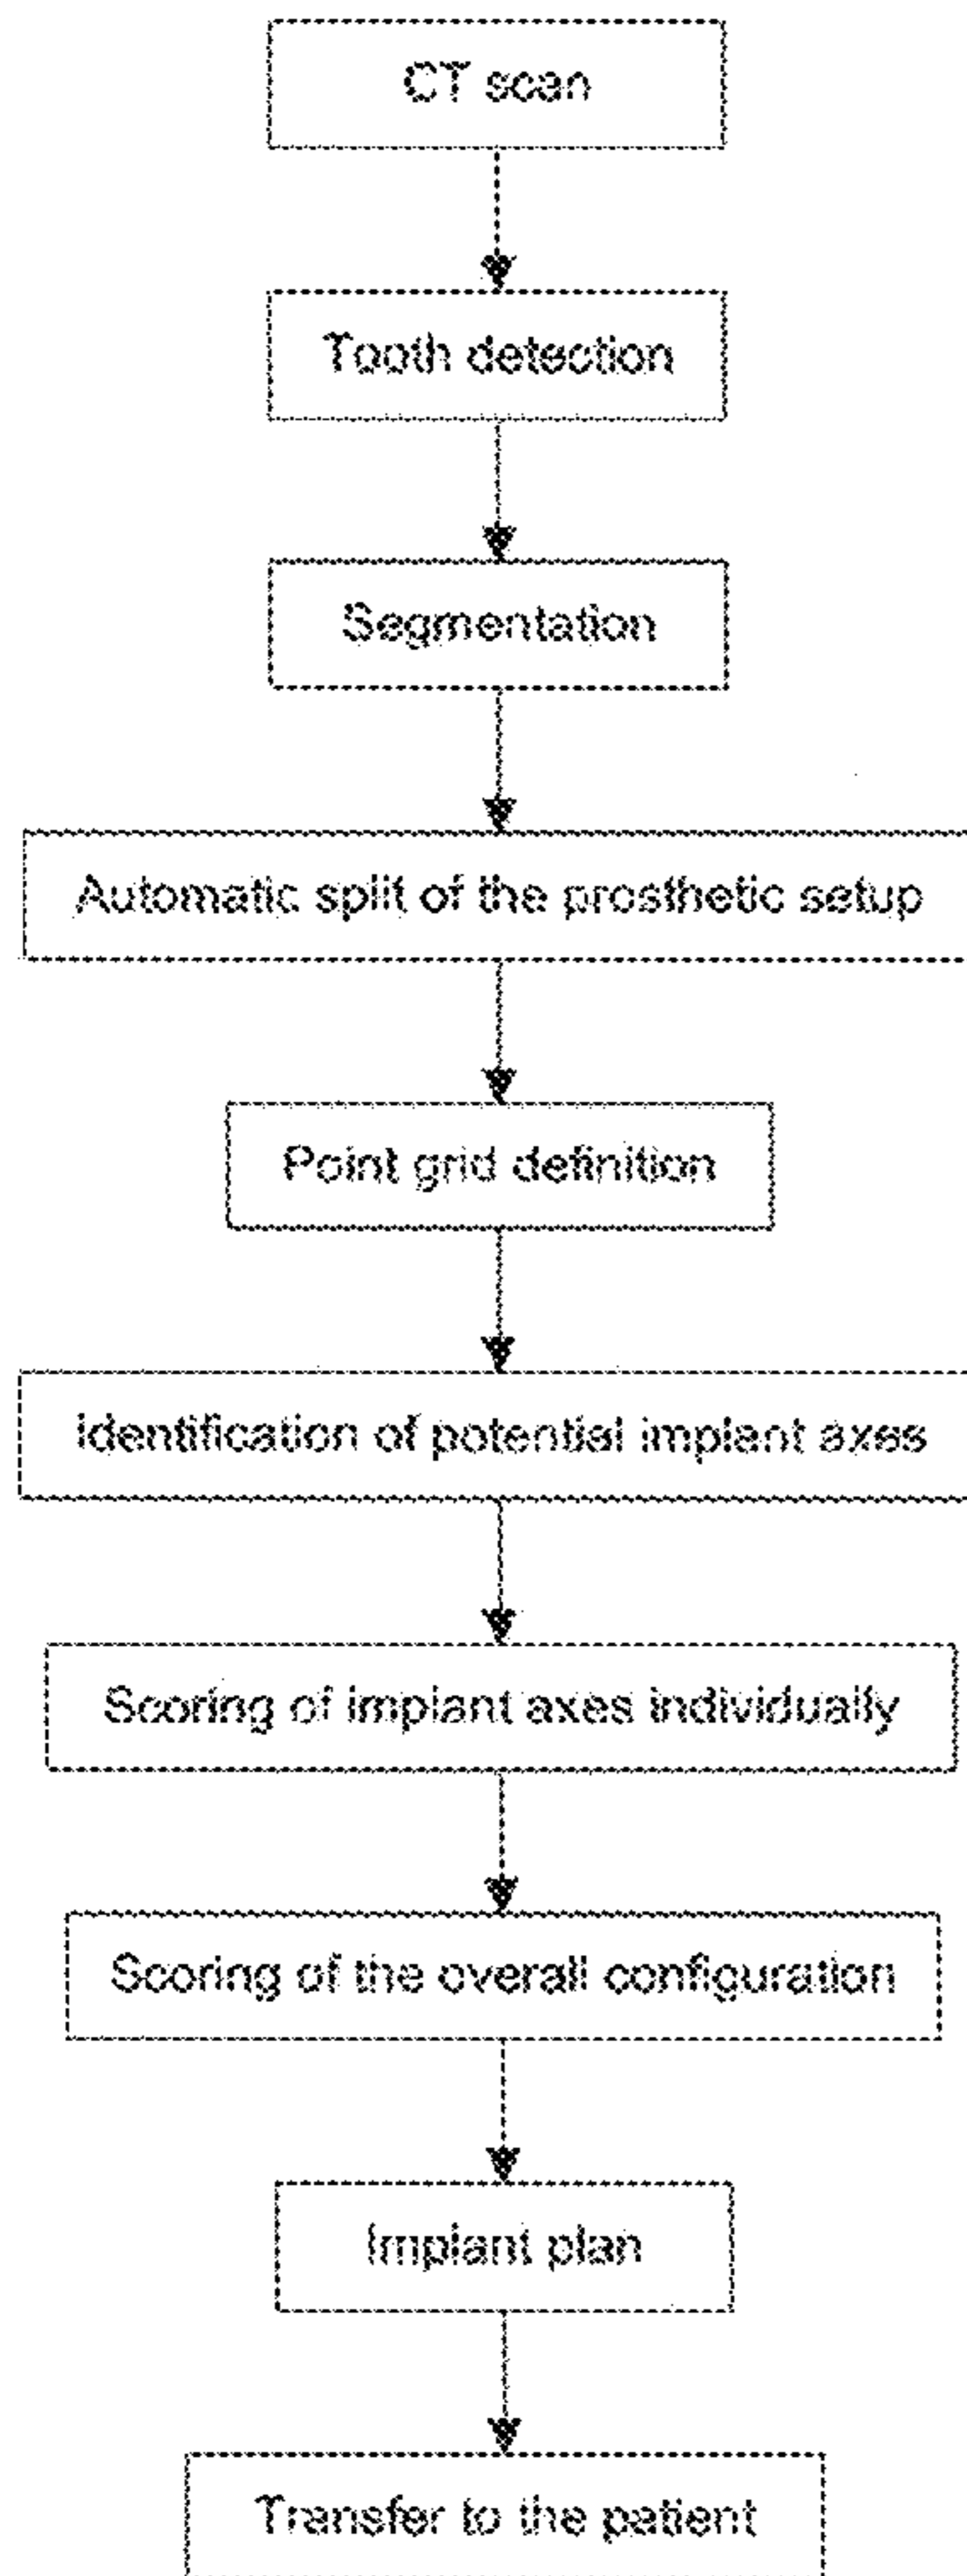 CT scan
Tooth detection
Segmentation
Automatic split of the prosthetic setup
Point grid definition
Identification of potential implant axes
Scoring of implant axes individually
Scoring of the overall configuration
Implant plan
Transfer to the patient